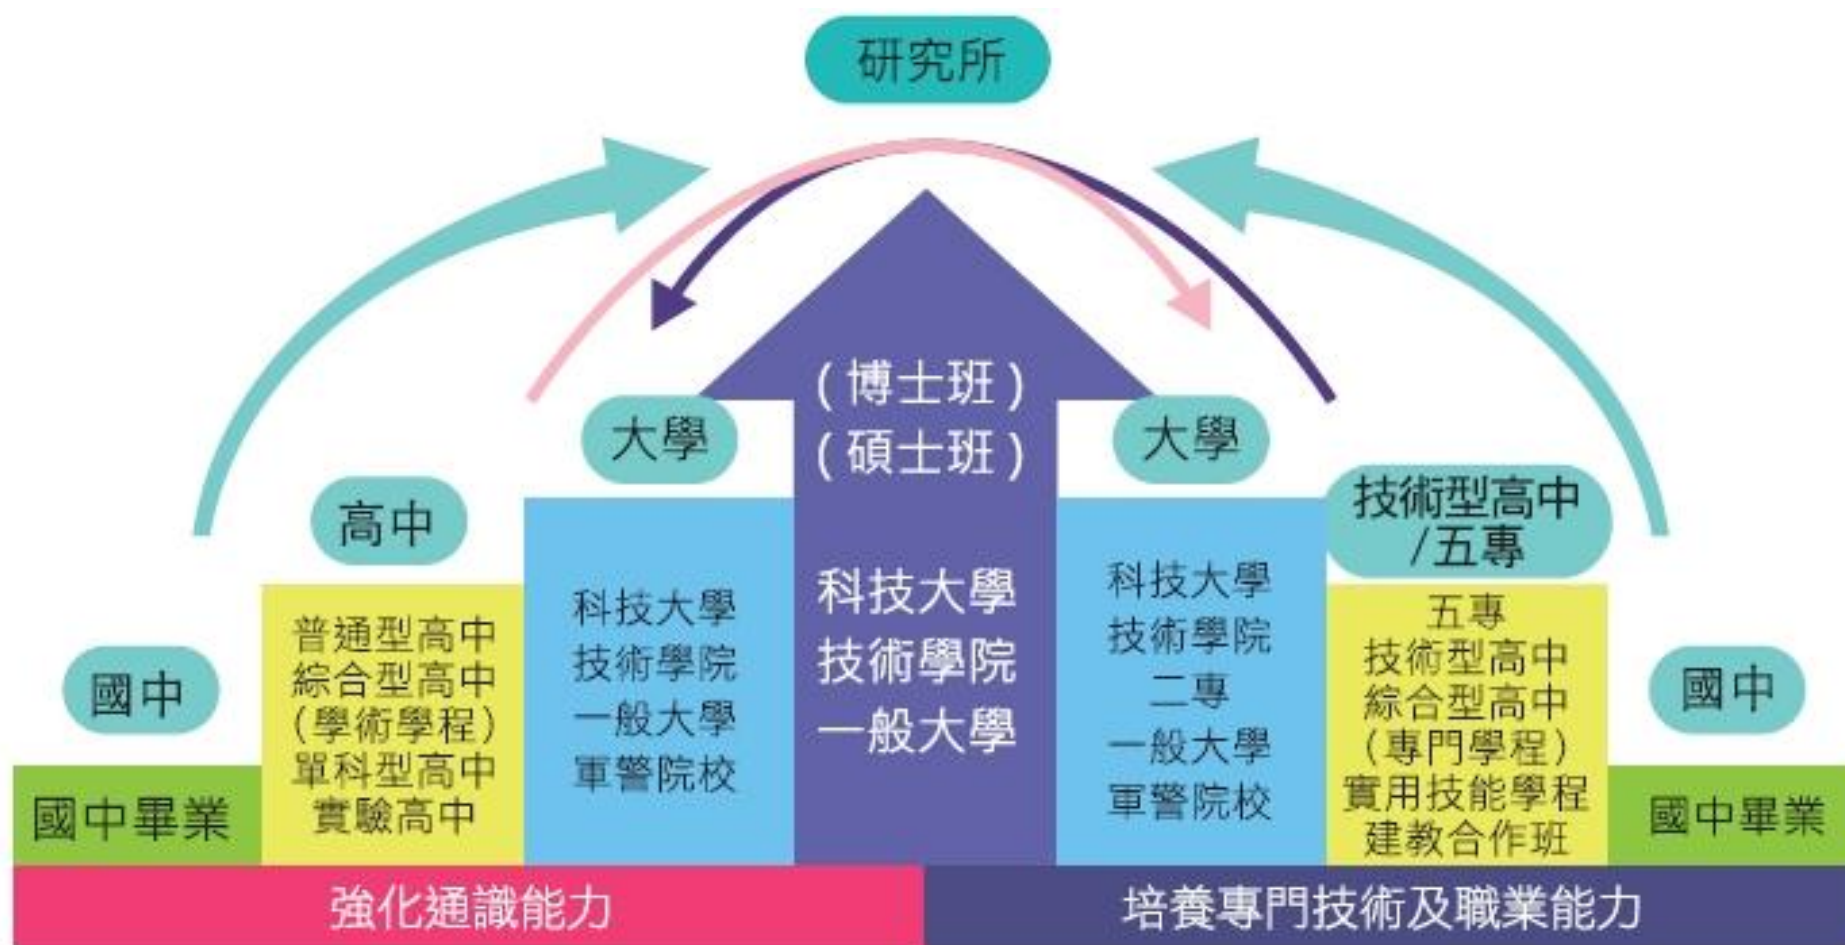 研究所
大學
(博士班)
(碩士班)
科技大學
技術學院
一般大學
大學
高中
技術型高中
/五專
國中
國中
國中畢業
普通型高中
綜合型高中
(學術學程)
單科型高中
實驗高中
科技大學
技術學院
一般大學
軍警院校
科技大學
技術學院
二專
一般大學
軍警院校
五專
技術型高中
綜合型高中
(專門學程)
實用技能學程
建教合作班
國中畢業
強化通識能力
培養專門技術及職業能力